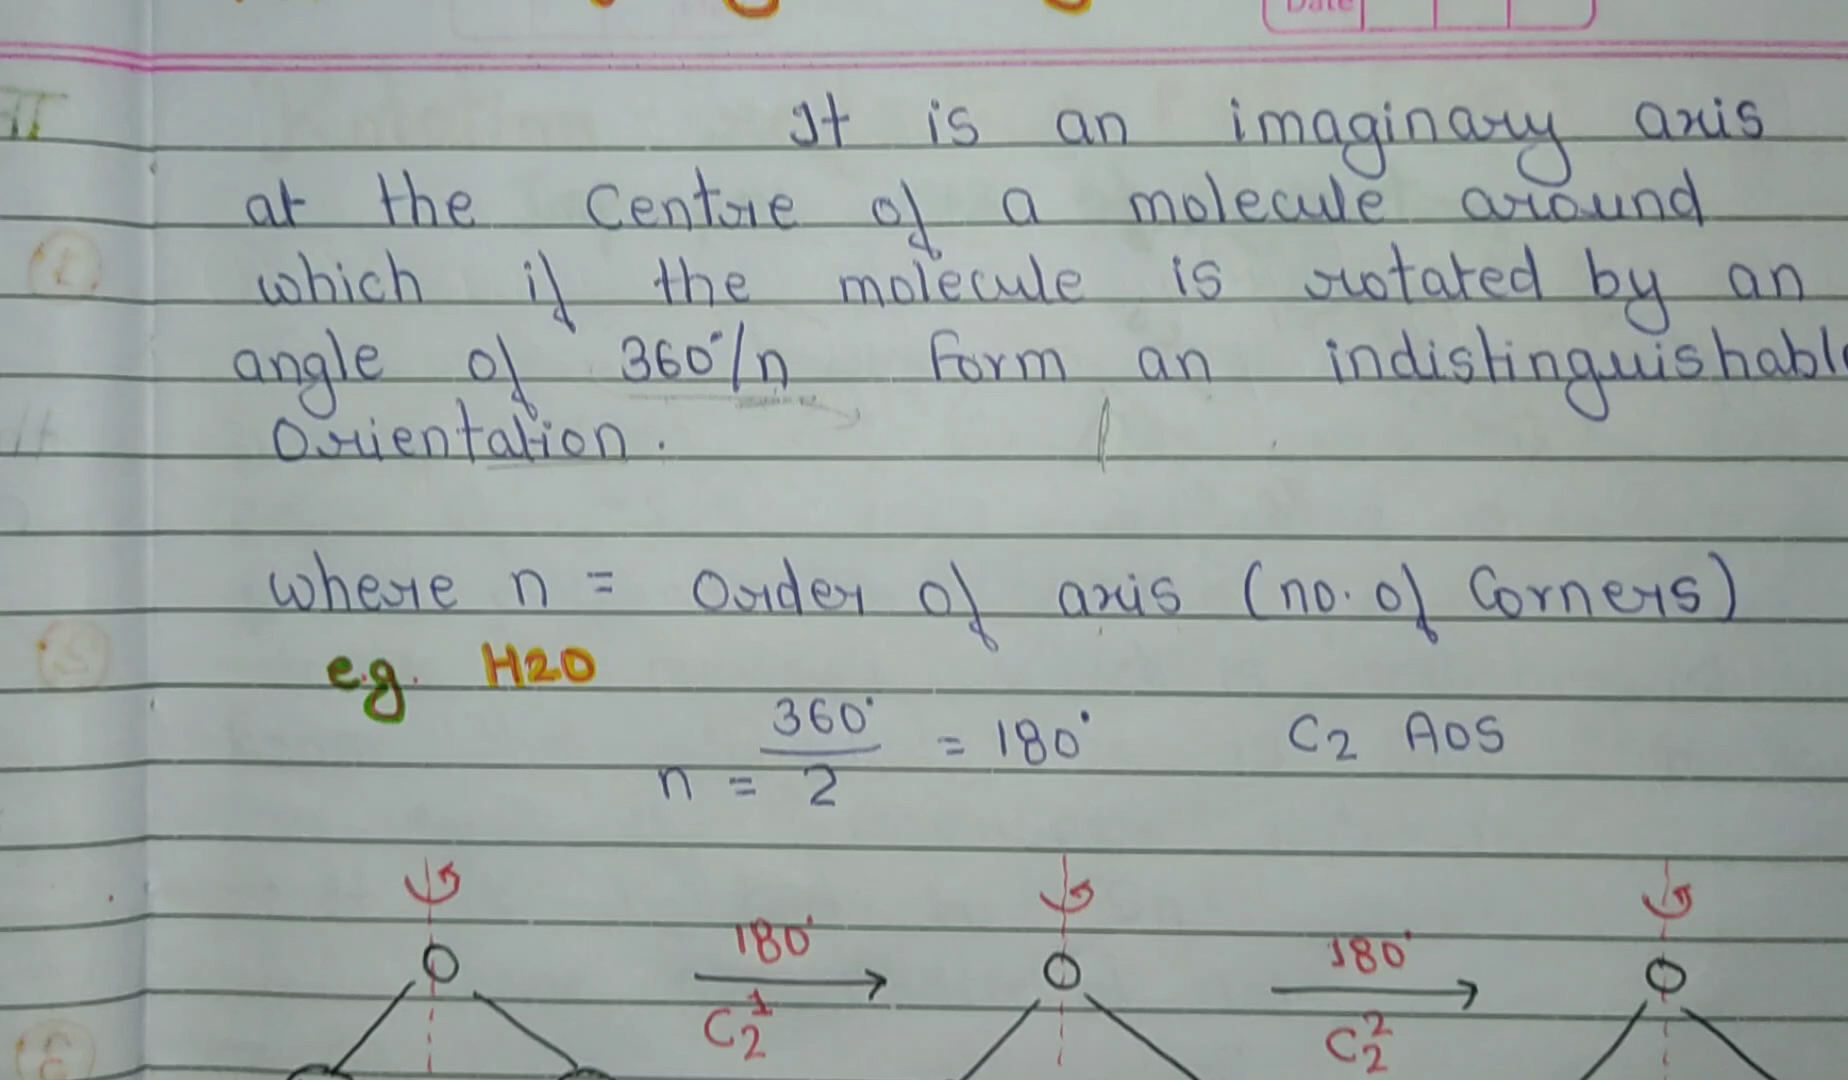 Date
It is an imaginary axis
at the Centre of a molecule around
which if the molecule is rotated by an
angle of 360°/n form an indistinguishable
Orientation.
where n = Order of axis (no. of Corners)
e.g. H2O
n = 360°/2 = 180° C2 AOS
180° 180°
O O O
C2^1 C2^2